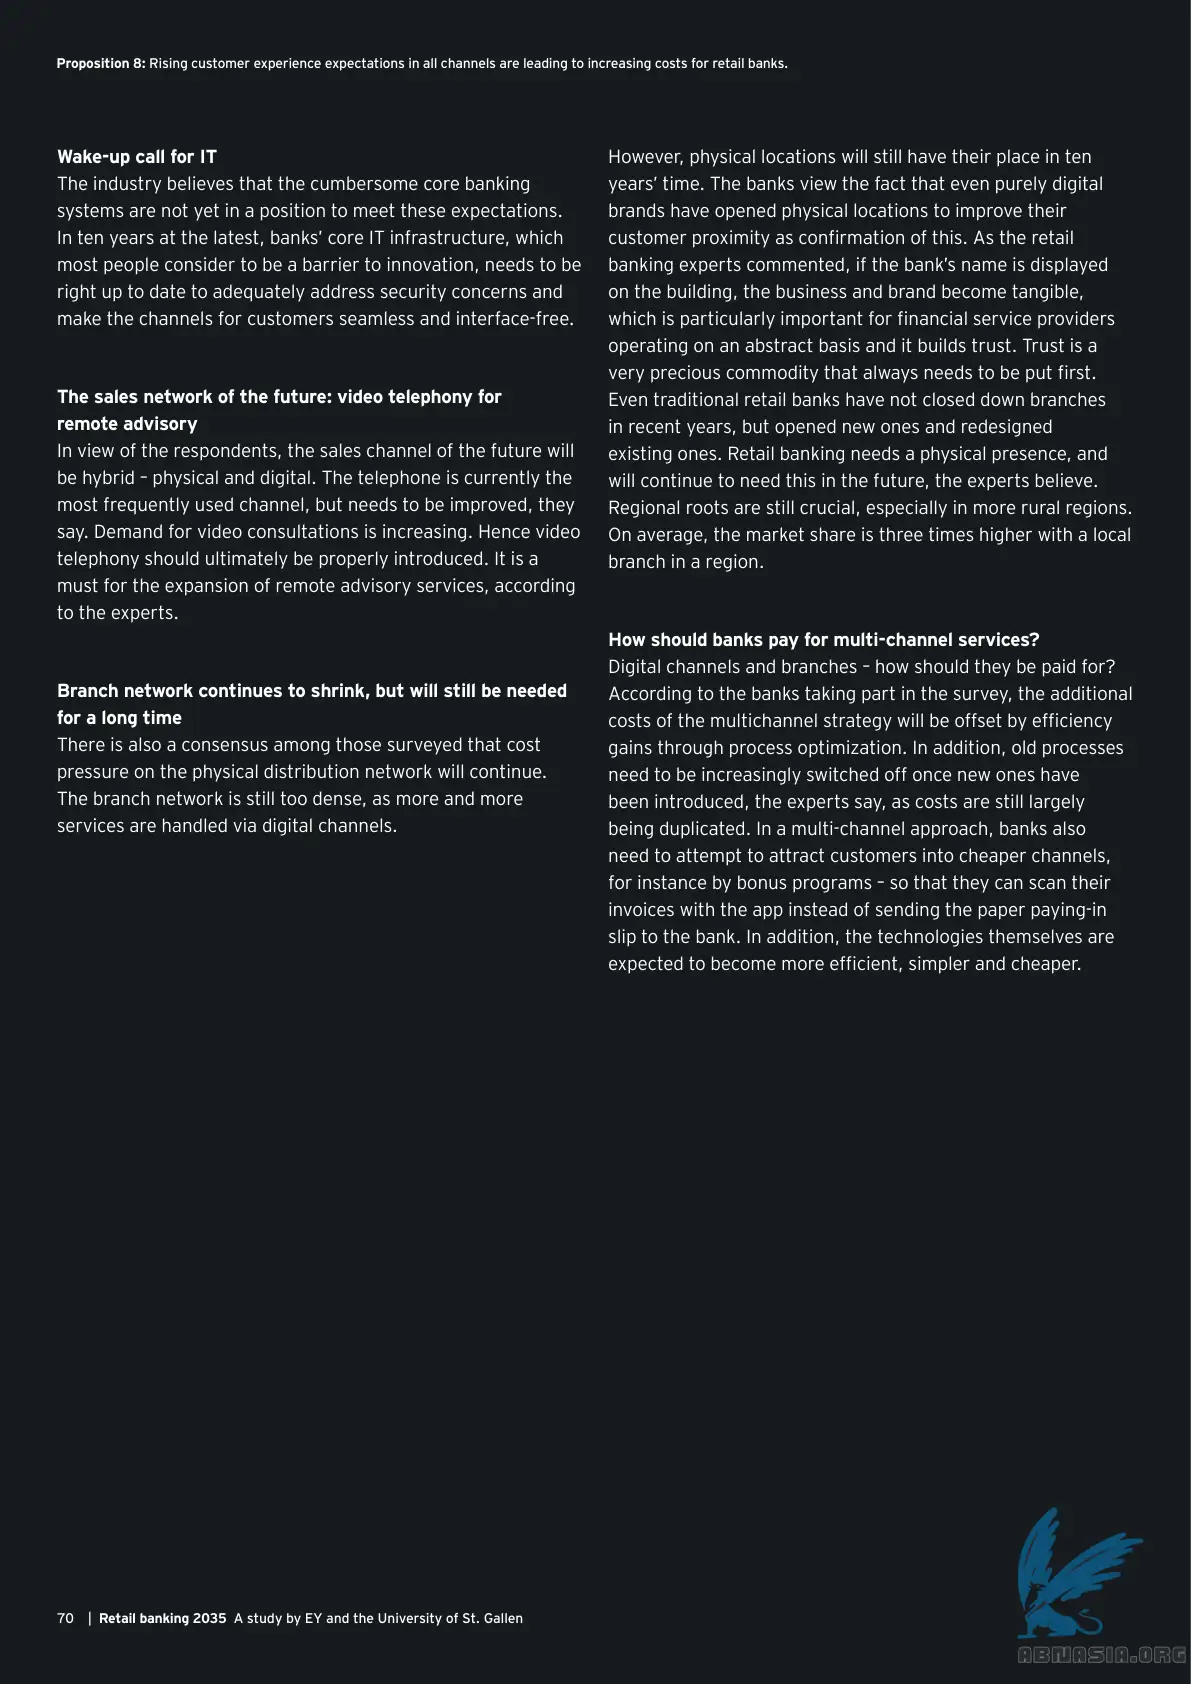 Proposition 8: Rising customer experience expectations in all channels are leading to increasing costs for retail banks.
Wake-up call for IT
The industry believes that the cumbersome core banking
systems are not yet in a position to meet these expectations.
In ten years at the latest, banks’ core IT infrastructure, which
most people consider to be a barrier to innovation, needs to be
right up to date to adequately address security concerns and
make the channels for customers seamless and interface-free.
The sales network of the future: video telephony for
remote advisory
In view of the respondents, the sales channel of the future will
be hybrid – physical and digital. The telephone is currently the
most frequently used channel, but needs to be improved, they
say. Demand for video consultations is increasing. Hence video
telephony should ultimately be properly introduced. It is a
must for the expansion of remote advisory services, according
to the experts.
Branch network continues to shrink, but will still be needed
for a long time
There is also a consensus among those surveyed that cost
pressure on the physical distribution network will continue.
The branch network is still too dense, as more and more
services are handled via digital channels.
However, physical locations will still have their place in ten
years’ time. The banks view the fact that even purely digital
brands have opened physical locations to improve their
customer proximity as confirmation of this. As the retail
banking experts commented, if the bank’s name is displayed
on the building, the business and brand become tangible,
which is particularly important for financial service providers
operating on an abstract basis and it builds trust. Trust is a
very precious commodity that always needs to be put first.
Even traditional retail banks have not closed down branches
in recent years, but opened new ones and redesigned
existing ones. Retail banking needs a physical presence, and
will continue to need this in the future, the experts believe.
Regional roots are still crucial, especially in more rural regions.
On average, the market share is three times higher with a local
branch in a region.
How should banks pay for multi-channel services?
Digital channels and branches – how should they be paid for?
According to the banks taking part in the survey, the additional
costs of the multichannel strategy will be offset by efficiency
gains through process optimization. In addition, old processes
need to be increasingly switched off once new ones have
been introduced, the experts say, as costs are still largely
being duplicated. In a multi-channel approach, banks also
need to attempt to attract customers into cheaper channels,
for instance by bonus programs – so that they can scan their
invoices with the app instead of sending the paper paying-in
slip to the bank. In addition, the technologies themselves are
expected to become more efficient, simpler and cheaper.
70 | Retail banking 2035 A study by EY and the University of St. Gallen
ABNASIA.ORG